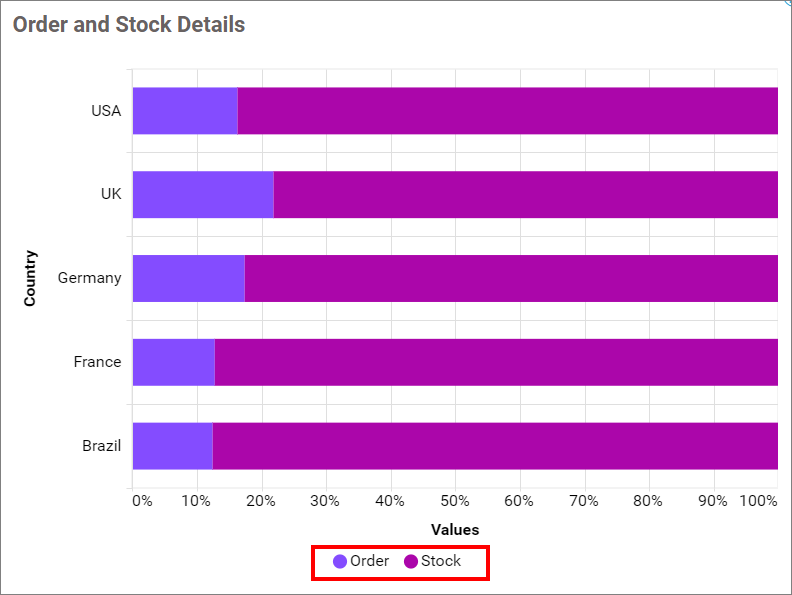 Order and Stock Details
USA
UK
Germany
France
Brazil
Country
0% 10% 20% 30% 40% 50% 60% 70% 80% 90% 100%
Values
Order Stock